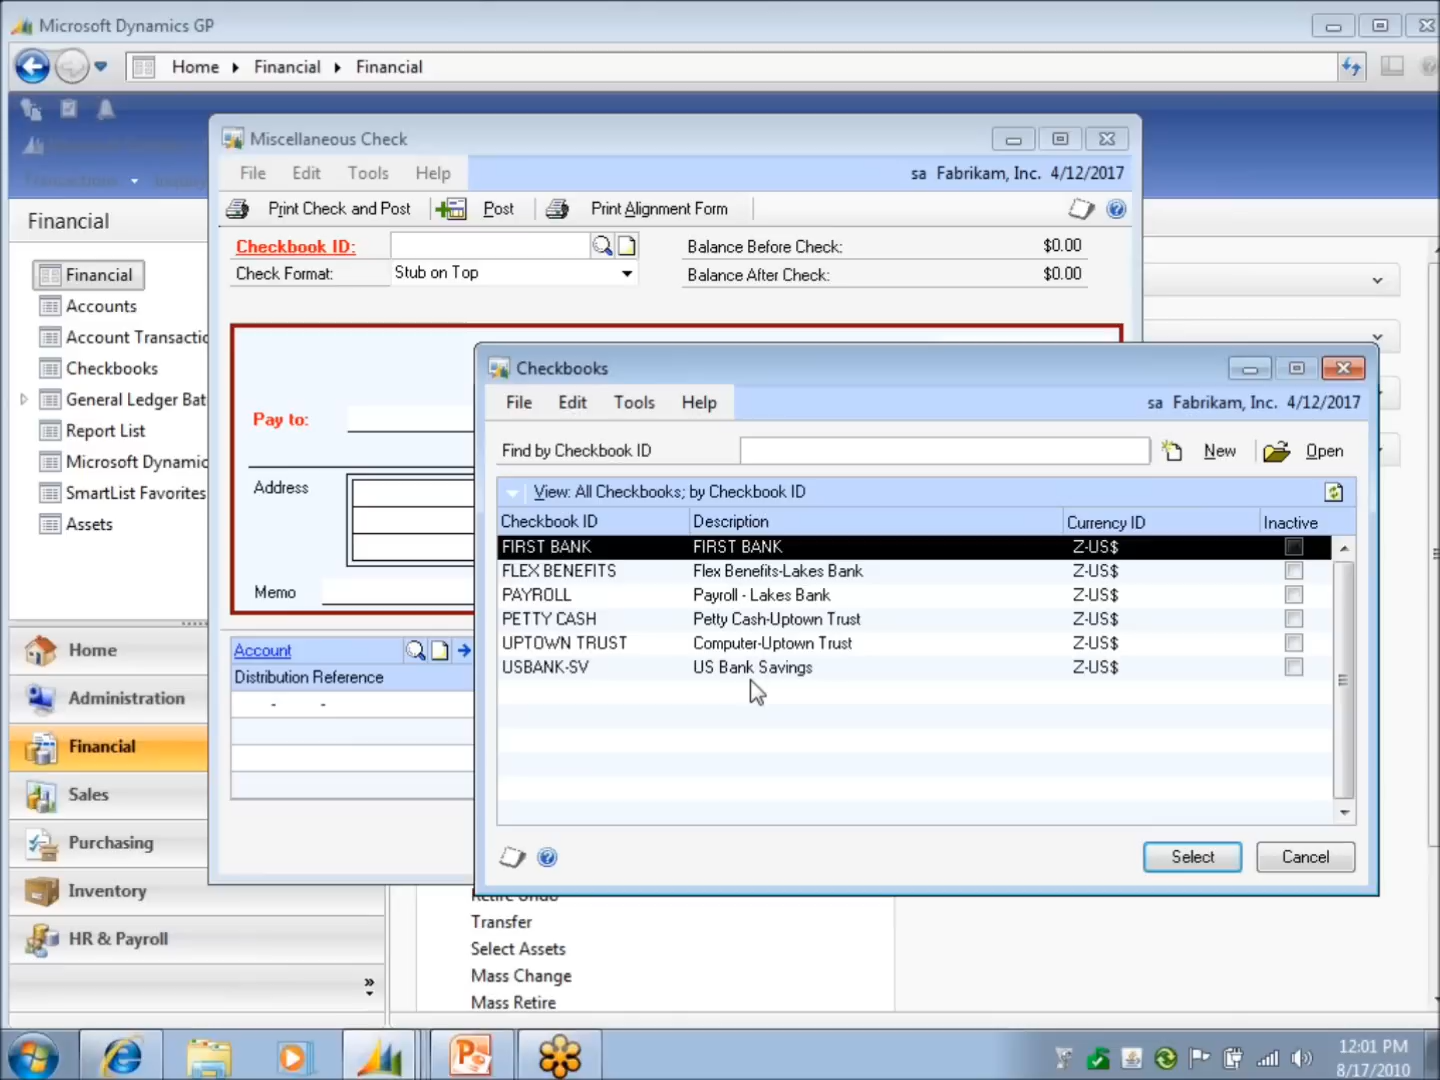 Microsoft Dynamics GP
Home Financial Financial
Miscellaneous Check
File Edit Tools Help
sa Fabrikam, Inc. 4/12/2017
Print Check and Post Post Print Alignment Form
Checkbook ID:
Balance Before Check: $0.00
Check Format: Stub on Top
Balance After Check: $0.00
Pay to:
Address
Memo
Account
Distribution Reference
- -
Checkbooks
File Edit Tools Help
sa Fabrikam, Inc. 4/12/2017
Find by Checkbook ID New Open
View: All Checkbooks; by Checkbook ID
Checkbook ID Description Currency ID Inactive
FIRST BANK FIRST BANK Z-US$
FLEX BENEFITS Flex Benefits-Lakes Bank Z-US$
PAYROLL Payroll - Lakes Bank Z-US$
PETTY CASH Petty Cash-Uptown Trust Z-US$
UPTOWN TRUST Computer-Uptown Trust Z-US$
USBANK-SV US Bank Savings Z-US$
Select Cancel
Financial
Financial
Accounts
Account Transactio
Checkbooks
General Ledger Bat
Report List
Microsoft Dynamic
SmartList Favorites
Assets
Home
Administration
Financial
Sales
Purchasing
Inventory
HR & Payroll
»
Retire Undo
Transfer
Select Assets
Mass Change
Mass Retire
12:01 PM
8/17/2010